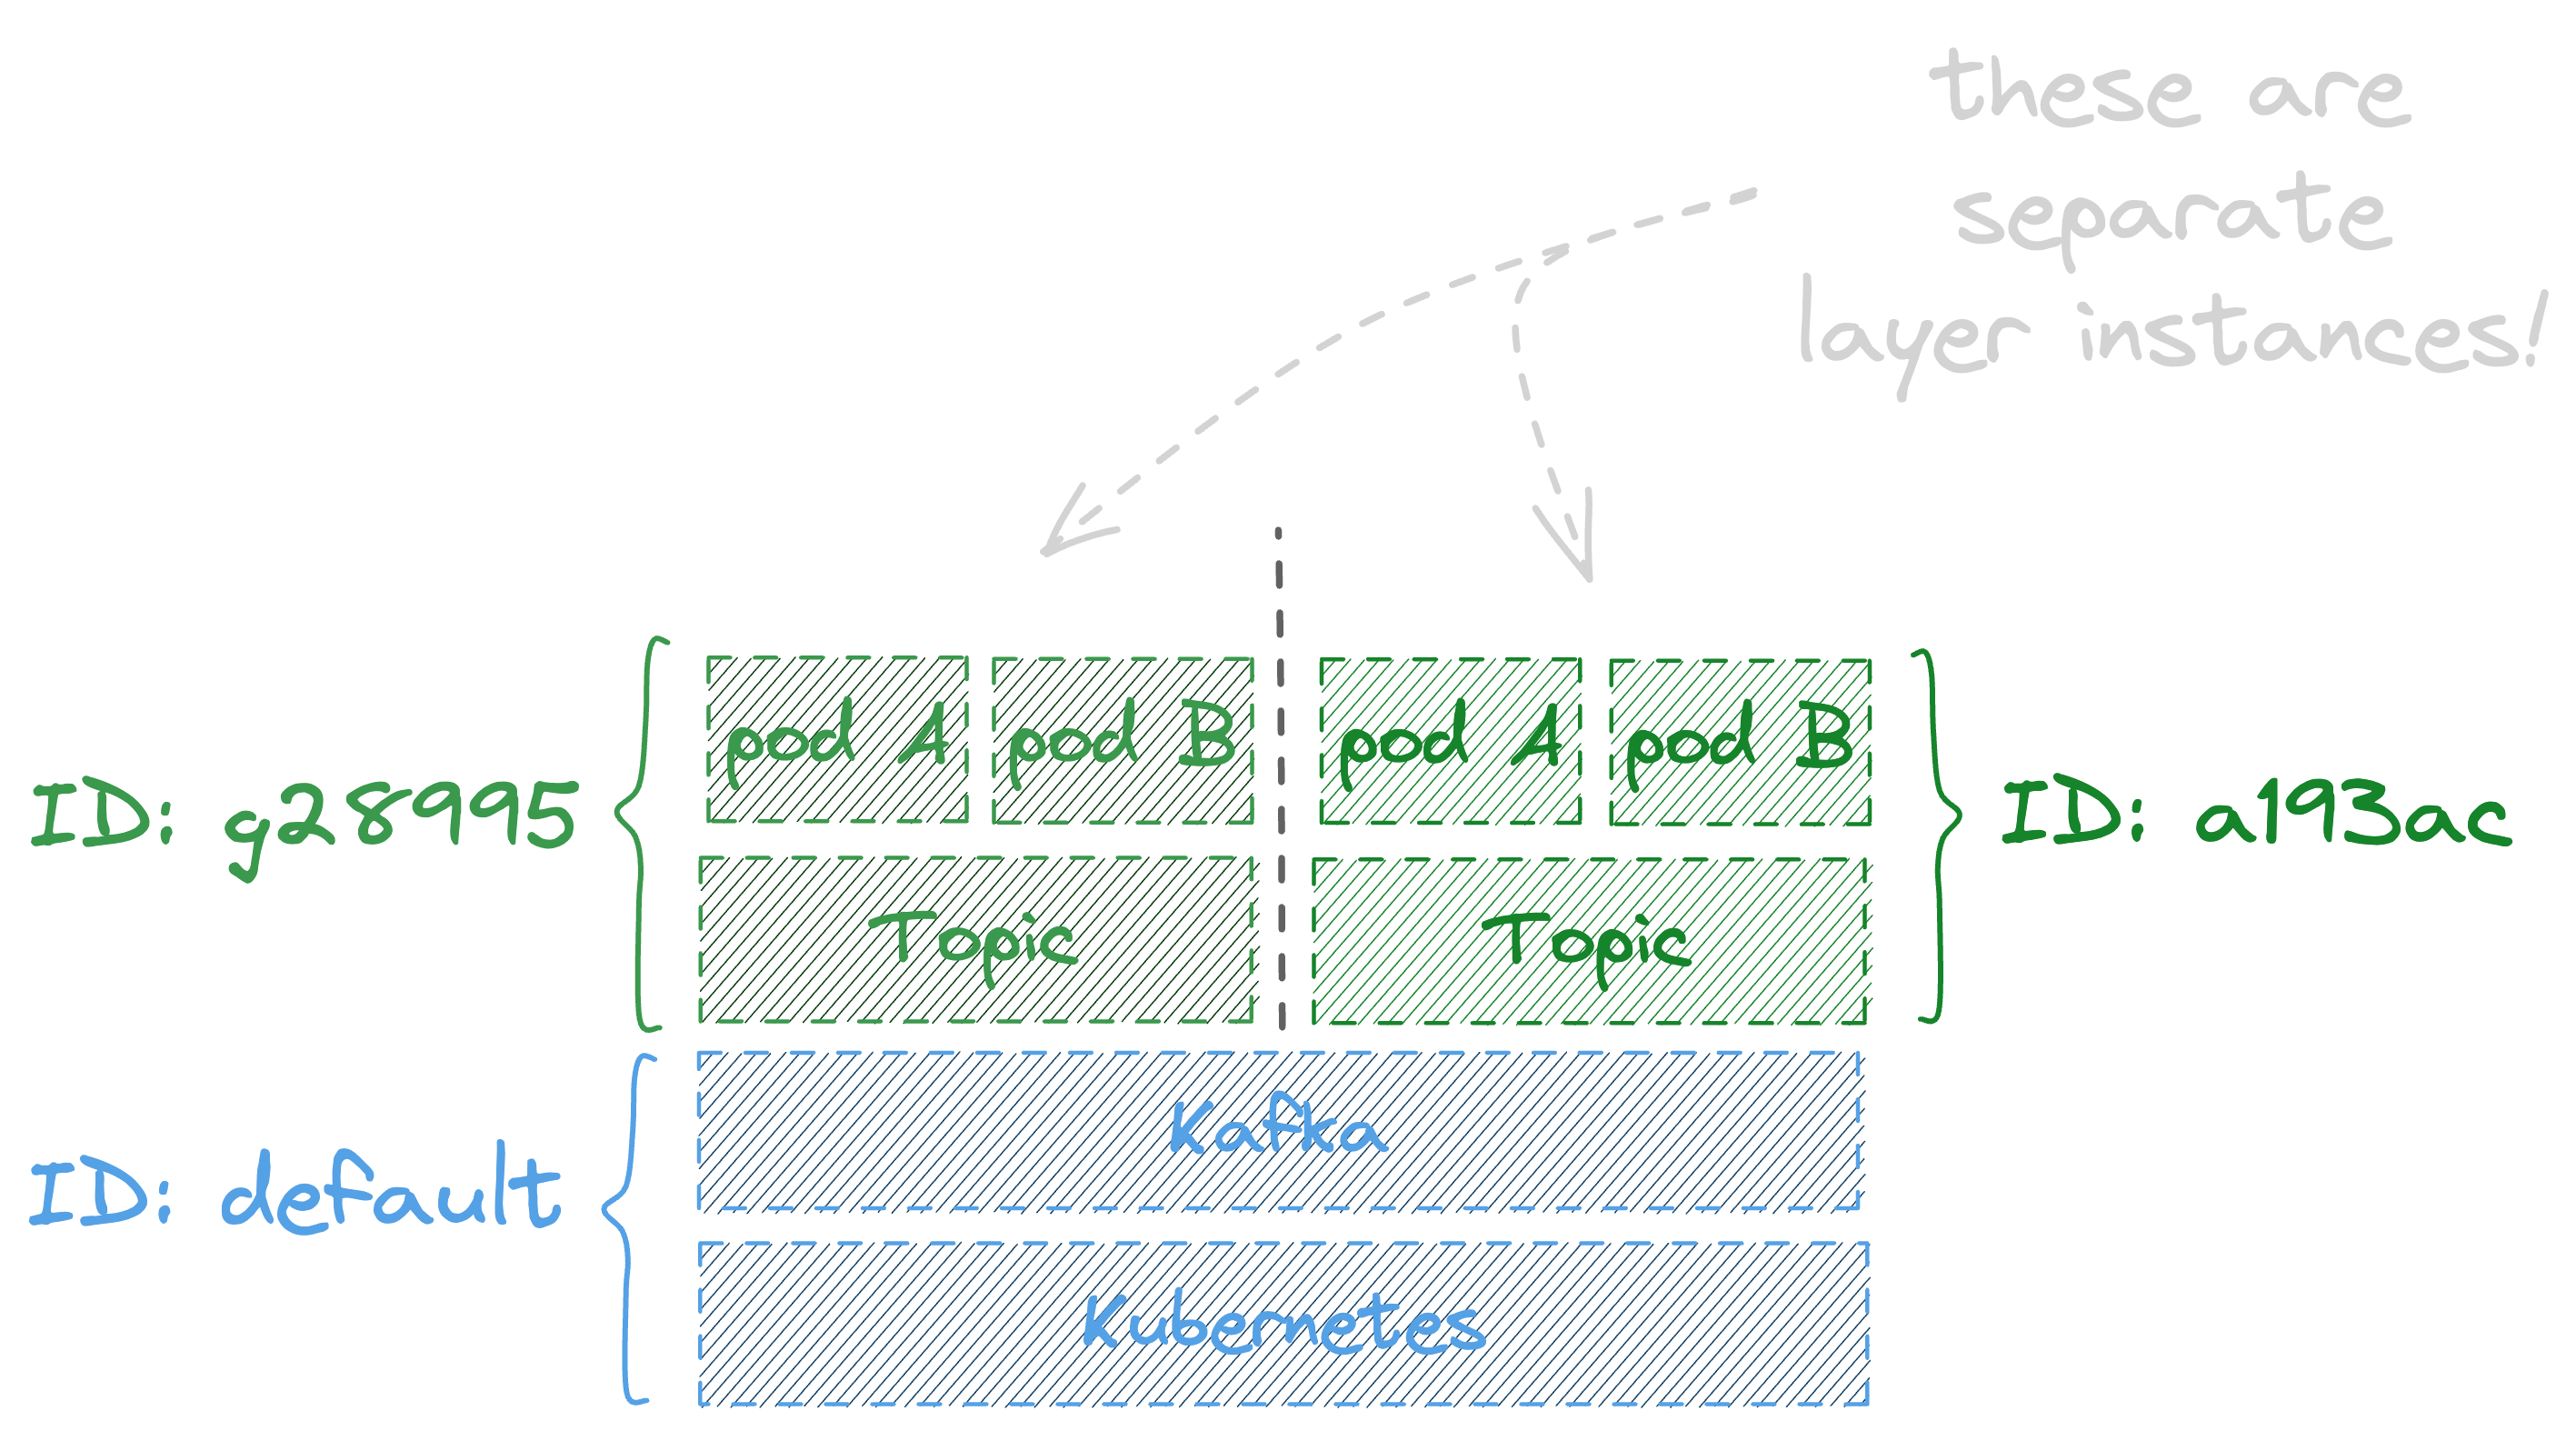 these are
separate
layer instances!
pod A
pod B
pod A
pod B
ID: g28995
ID: a193ac
Topic
Topic
Kafka
ID: default
Kubernetes